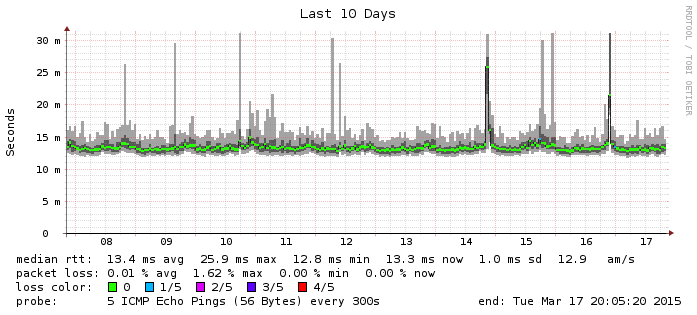 Last 10 Days
RRDTOOL / TOBI OETIKER
Seconds
30 m
25 m
20 m
15 m
10 m
5 m
0
08 09 10 11 12 13 14 15 16 17
median rtt: 13.4 ms avg 25.9 ms max 12.8 ms min 13.3 ms now 1.0 ms sd 12.9 am/s
packet loss: 0.01 % avg 1.62 % max 0.00 % min 0.00 % now
loss color: 0 1/5 2/5 3/5 4/5
probe: 5 ICMP Echo Pings (56 Bytes) every 300s end: Tue Mar 17 20:05:20 2015